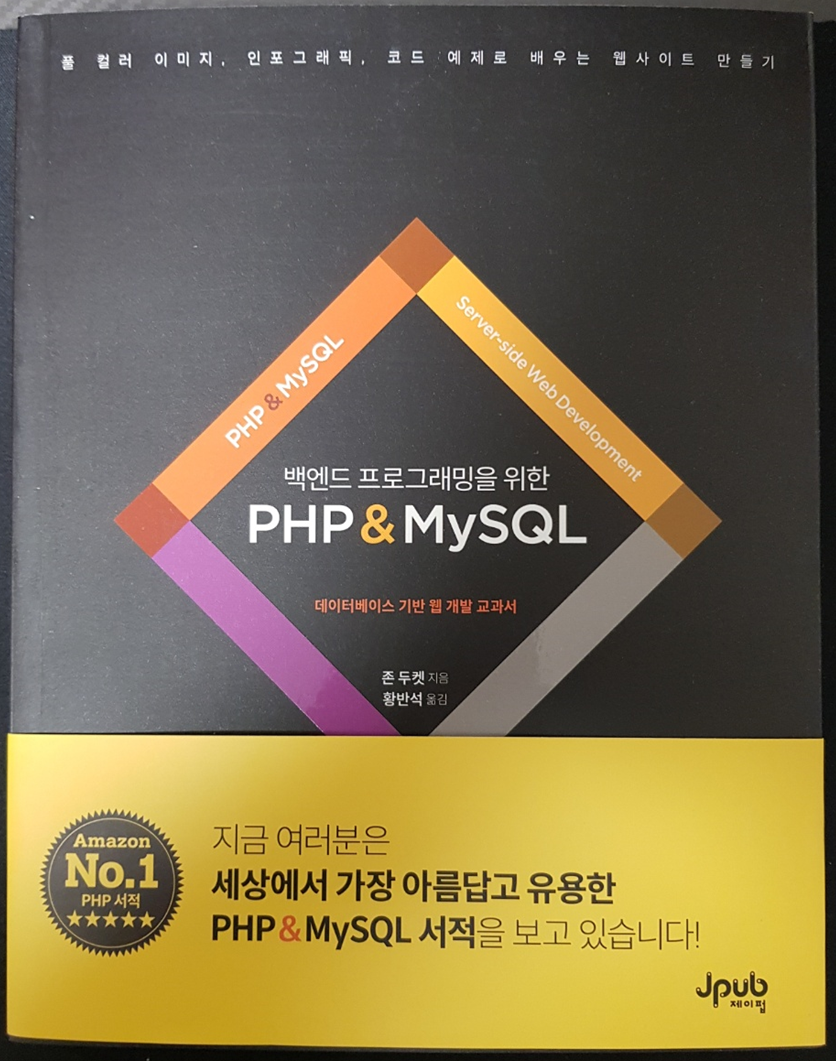 풀 컬러 이미지, 인포그래픽, 코드 예제로 배우는 웹사이트 만들기
PHP & MySQL
Server-side Web Development
백엔드 프로그래밍을 위한
PHP & MySQL
데이터베이스 기반 웹 개발 교과서
존 두켓 지음
황반석 옮김
Amazon
No.1
PHP 서적
★★★★★
지금 여러분은
세상에서 가장 아름답고 유용한
PHP & MySQL 서적을 보고 있습니다!
Jpub
제이펍